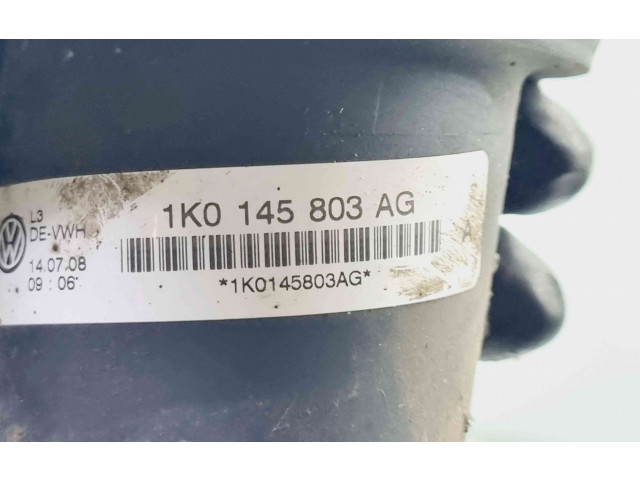 1K0 145 803 AG
L3
DE-VWH
14.07.08
09:06
*1K0145803AG*